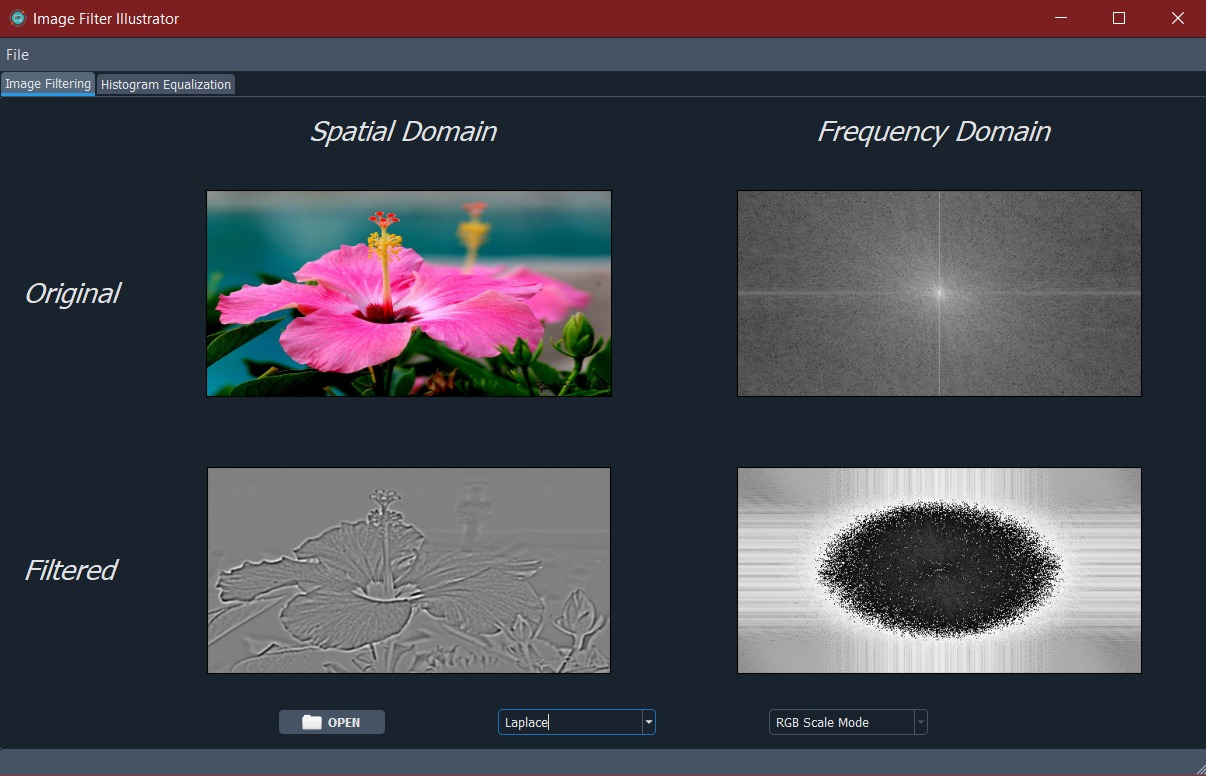 Image Filter Illustrator
File
Image Filtering
Histogram Equalization
Spatial Domain
Frequency Domain
Original
Filtered
OPEN
Laplace
RGB Scale Mode